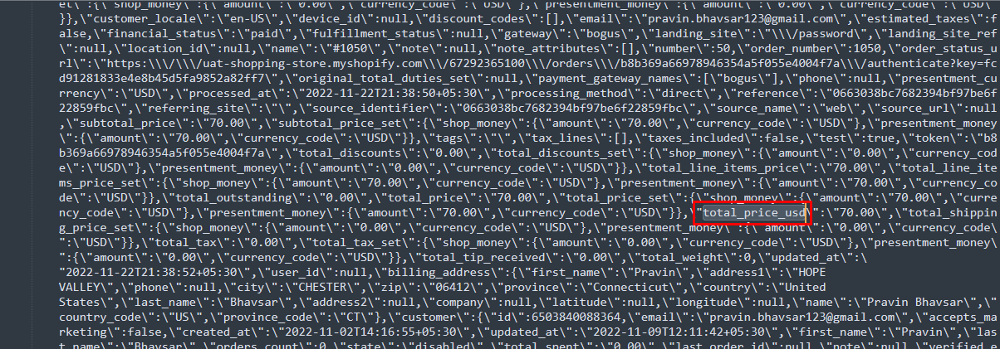 et\":{\"shop_money\":{\"amount\":\"0.00\",\"currency_code\":\"USD\"},\"presentment_money\":{\"amount\":\"0.00\",\"currency_code\":\"USD\"
}},\"customer_locale\":\"en-US\",\"device_id\":null,\"discount_codes\":[],\"email\":\"pravin.bhavsar123@gmail.com\",\"estimated_taxes\":f
alse,\"financial_status\":\"paid\",\"fulfillment_status\":null,\"gateway\":\"bogus\",\"landing_site\":\"\\\/password\",\"landing_site_ref
\":null,\"location_id\":null,\"name\":\"#1050\",\"note\":null,\"note_attributes\":[],\"number\":50,\"order_number\":1050,\"order_status_u
rl\":\"https:\\\/\\\/uat-shopping-store.myshopify.com\\\/67292365100\\\/orders\\\/b8b369a66978946354a5f055e4004f7a\\\/authenticate?key=fc
d91281833e4e8b45d5fa9852a82ff7\",\"original_total_duties_set\":null,\"payment_gateway_names\":[\"bogus\"],\"phone\":null,\"presentment_cu
rrency\":\"USD\",\"processed_at\":\"2022-11-22T21:38:50+05:30\",\"processing_method\":\"direct\",\"reference\":\"0663038bc7682394bf97be6f
22859fbc\",\"referring_site\":\"\",\"source_identifier\":\"0663038bc7682394bf97be6f22859fbc\",\"source_name\":\"web\",\"source_url\":null
,\"subtotal_price\":\"70.00\",\"subtotal_price_set\":{\"shop_money\":{\"amount\":\"70.00\",\"currency_code\":\"USD\"},\"presentment_money
\":{\"amount\":\"70.00\",\"currency_code\":\"USD\"}},\"tags\":\"\",\"tax_lines\":[],\"taxes_included\":false,\"test\":true,\"token\":\"b8
b369a66978946354a5f055e4004f7a\",\"total_discounts\":\"0.00\",\"total_discounts_set\":{\"shop_money\":{\"amount\":\"0.00\",\"currency_cod
e\":\"USD\"},\"presentment_money\":{\"amount\":\"0.00\",\"currency_code\":\"USD\"}},\"total_line_items_price\":\"70.00\",\"total_line_ite
ms_price_set\":{\"shop_money\":{\"amount\":\"70.00\",\"currency_code\":\"USD\"},\"presentment_money\":{\"amount\":\"70.00\",\"currency_co
de\":\"USD\"}},\"total_outstanding\":\"0.00\",\"total_price\":\"70.00\",\"total_price_set\":{\"shop_money\":{\"amount\":\"70.00\",\"curre
ncy_code\":\"USD\"},\"presentment_money\":{\"amount\":\"70.00\",\"currency_code\":\"USD\"}},\"total_price_usd\":\"70.00\",\"total_shippin
g_price_set\":{\"shop_money\":{\"amount\":\"0.00\",\"currency_code\":\"USD\"},\"presentment_money\":{\"amount\":\"0.00\",\"currency_code\
":\"USD\"}},\"total_tax\":\"0.00\",\"total_tax_set\":{\"shop_money\":{\"amount\":\"0.00\",\"currency_code\":\"USD\"},\"presentment_money\"
:{\"amount\":\"0.00\",\"currency_code\":\"USD\"}},\"total_tip_received\":\"0.00\",\"total_weight\":0,\"updated_at\":\
"2022-11-22T21:38:52+05:30\",\"user_id\":null,\"billing_address\":{\"first_name\":\"Pravin\",\"address1\":\"HOPE
VALLEY\",\"phone\":null,\"city\":\"CHESTER\",\"zip\":\"06412\",\"province\":\"Connecticut\",\"country\":\"United
States\",\"last_name\":\"Bhavsar\",\"address2\":null,\"company\":null,\"latitude\":null,\"longitude\":null,\"name\":\"Pravin Bhavsar\",\"
country_code\":\"US\",\"province_code\":\"CT\"},\"customer\":{\"id\":6503840088364,\"email\":\"pravin.bhavsar123@gmail.com\",\"accepts_ma
rketing\":false,\"created_at\":\"2022-11-02T14:16:55+05:30\",\"updated_at\":\"2022-11-09T12:11:42+05:30\",\"first_name\":\"Pravin\",\"las
t_name\":\"Bhavsar\",\"orders_count\":0,\"state\":\"disabled\",\"total_spent\":\"0.00\",\"last_order_id\":null,\"note\":null,\"verified_e